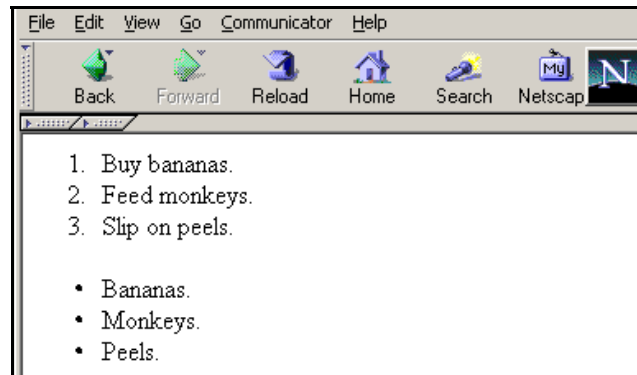 File Edit View Go Communicator Help
My N
Back Forward Reload Home Search Netscap
1. Buy bananas.
2. Feed monkeys.
3. Slip on peels.
• Bananas.
• Monkeys.
• Peels.